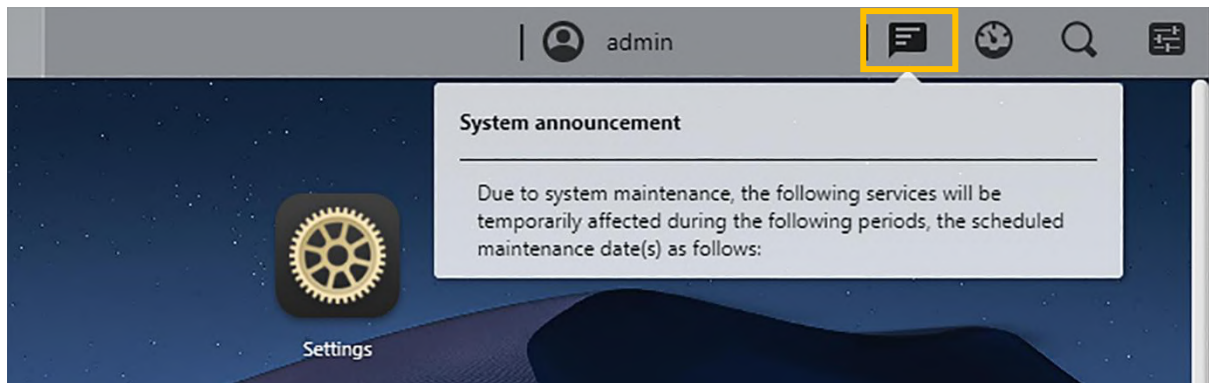 admin
System announcement
Due to system maintenance, the following services will be
temporarily affected during the following periods, the scheduled
maintenance date(s) as follows:
Settings